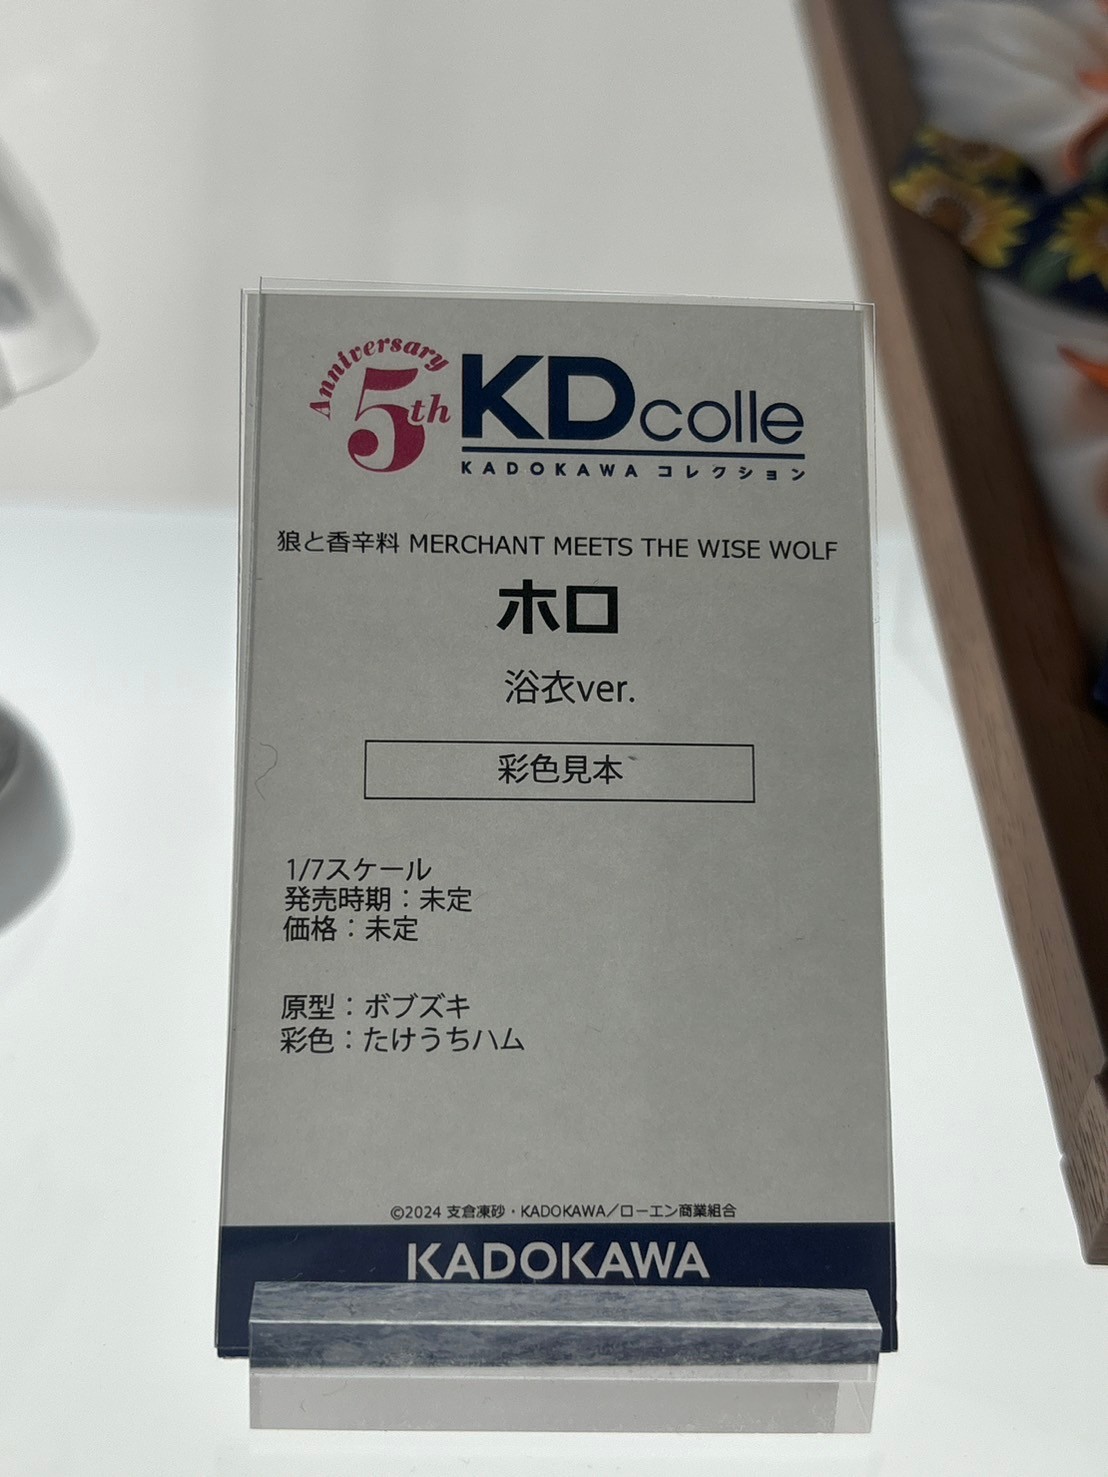 Anniversary
5th
KDcolle
KADOKAWA コレクション
狼と香辛料 MERCHANT MEETS THE WISE WOLF
ホロ
浴衣ver.
彩色見本
1/7スケール
発売時期：未定
価格：未定
原型：ボブズキ
彩色：たけうちハム
©2024 支倉凍砂・KADOKAWA／ローエン商業組合
KADOKAWA